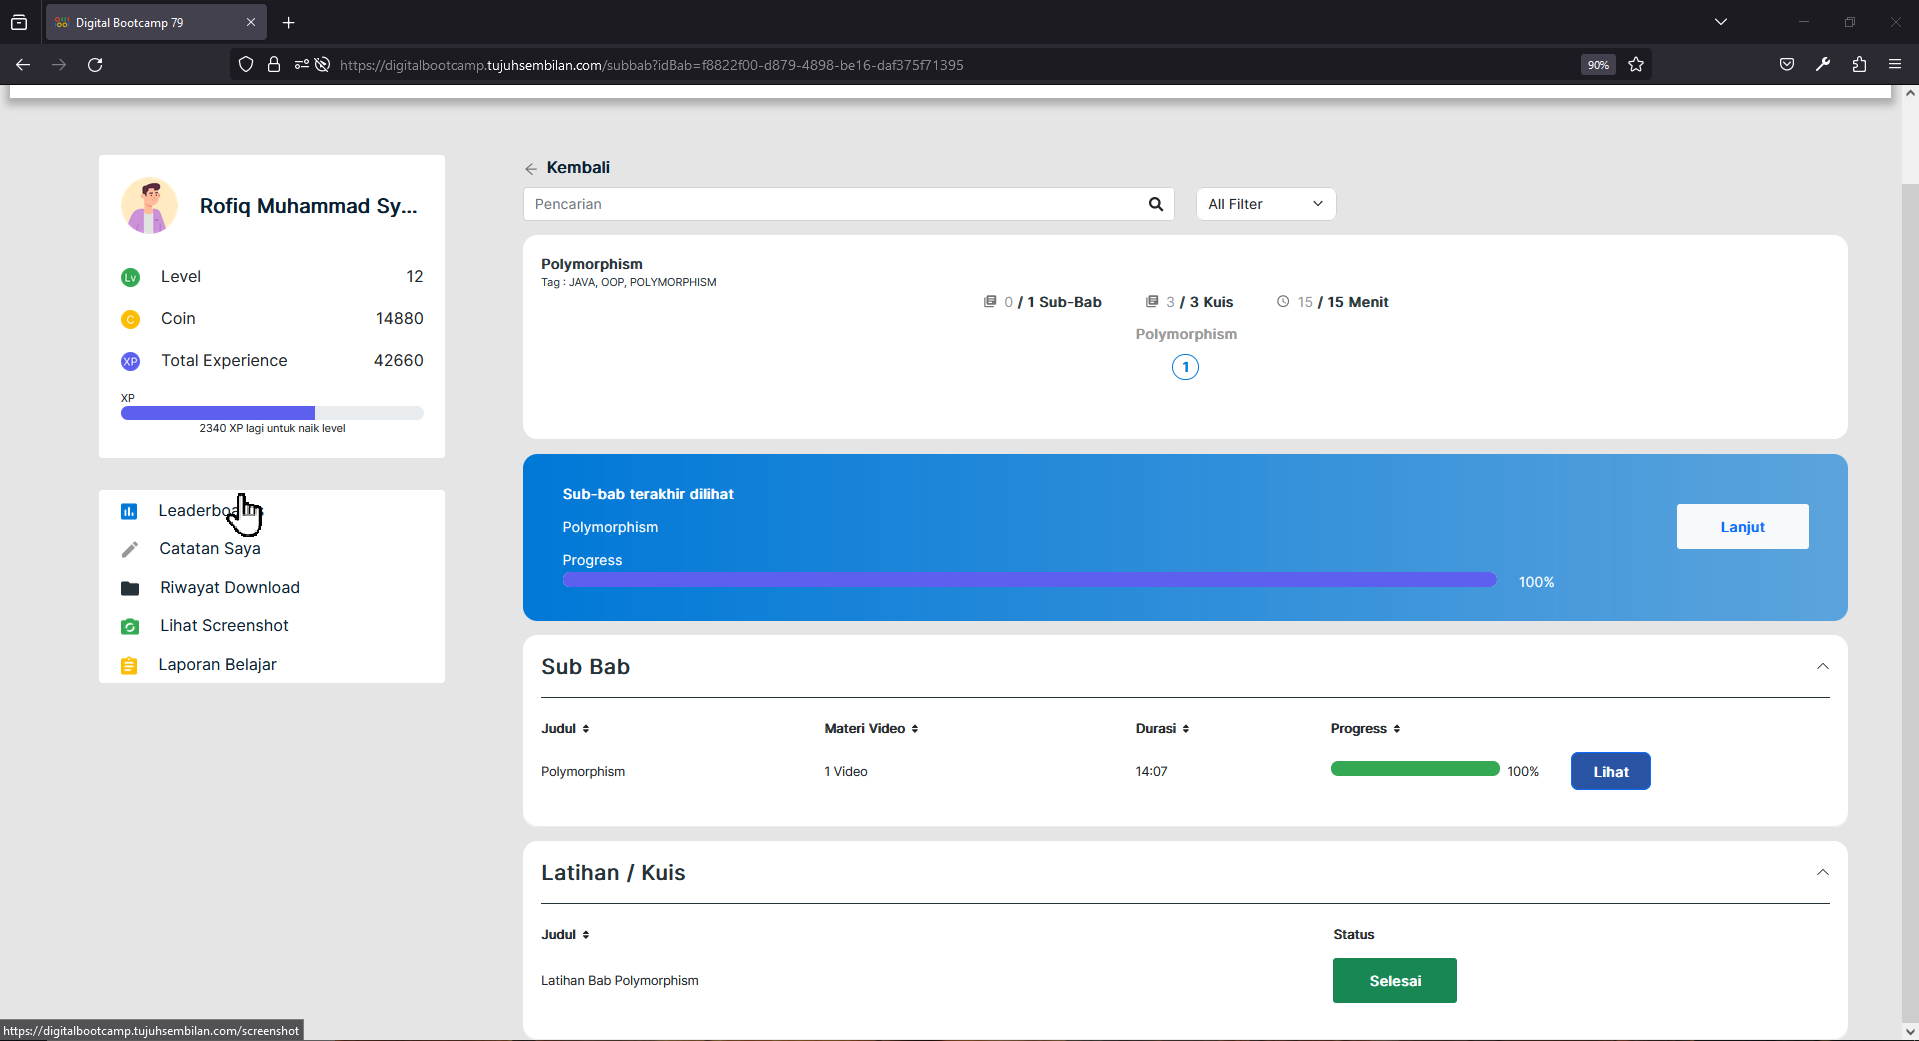 Digital Bootcamp 79
https://digitalbootcamp.tujuhsembilan.com/subbab?idBab=f8822f00-d879-4898-be16-daf375f71395
90%
Rofiq Muhammad Sy...
Lv Level 12
C Coin 14880
XP Total Experience 42660
XP
2340 XP lagi untuk naik level
Leaderboa
Catatan Saya
Riwayat Download
Lihat Screenshot
Laporan Belajar
Kembali
Pencarian
All Filter
Polymorphism
Tag : JAVA, OOP, POLYMORPHISM
0 / 1 Sub-Bab 3 / 3 Kuis 15 / 15 Menit
Polymorphism
1
Sub-bab terakhir dilihat
Polymorphism
Progress
100%
Lanjut
Sub Bab
Judul Materi Video Durasi Progress
Polymorphism 1 Video 14:07 100% Lihat
Latihan / Kuis
Judul Status
Latihan Bab Polymorphism Selesai
https://digitalbootcamp.tujuhsembilan.com/screenshot